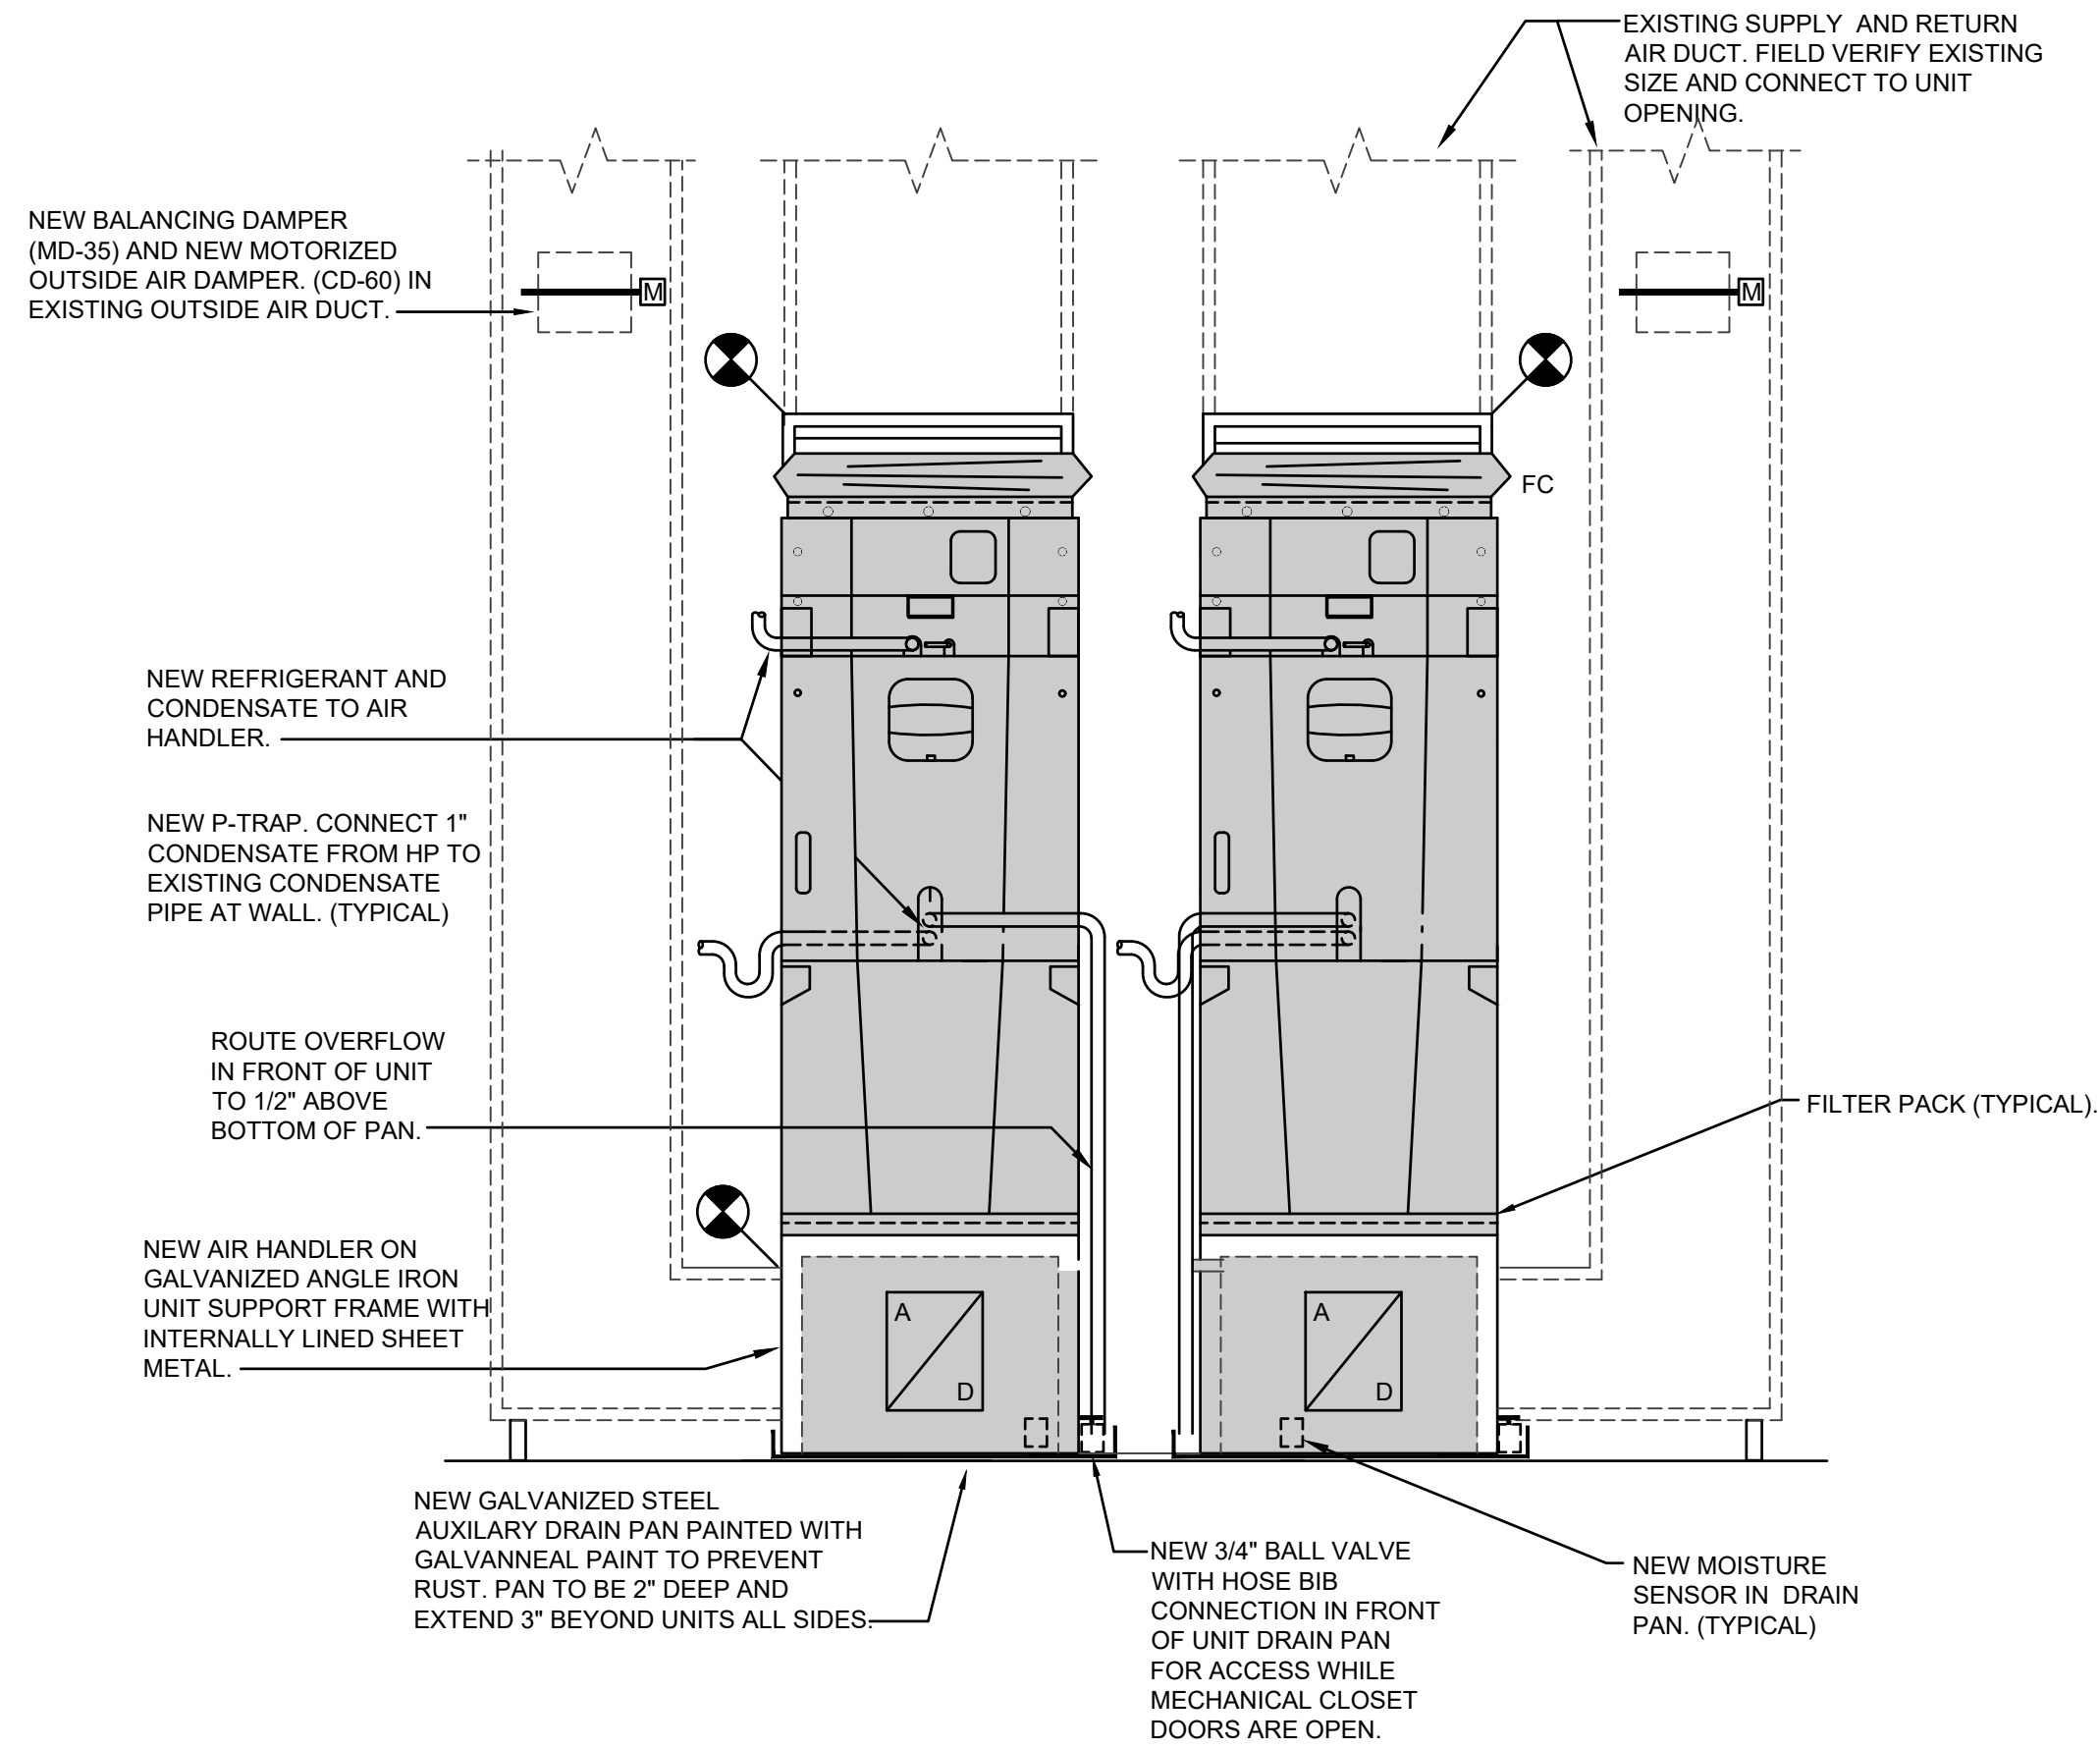 EXISTING SUPPLY AND RETURN
AIR DUCT. FIELD VERIFY EXISTING
SIZE AND CONNECT TO UNIT
OPENING.
NEW BALANCING DAMPER
(MD-35) AND NEW MOTORIZED
OUTSIDE AIR DAMPER. (CD-60) IN
EXISTING OUTSIDE AIR DUCT.
M
M
FC
NEW REFRIGERANT AND
CONDENSATE TO AIR
HANDLER.
NEW P-TRAP. CONNECT 1"
CONDENSATE FROM HP TO
EXISTING CONDENSATE
PIPE AT WALL. (TYPICAL)
ROUTE OVERFLOW
IN FRONT OF UNIT
TO 1/2" ABOVE
BOTTOM OF PAN.
FILTER PACK (TYPICAL).
NEW AIR HANDLER ON
GALVANIZED ANGLE IRON
UNIT SUPPORT FRAME WITH
INTERNALLY LINED SHEET
METAL.
A
D
A
D
NEW GALVANIZED STEEL
AUXILARY DRAIN PAN PAINTED WITH
GALVANNEAL PAINT TO PREVENT
RUST. PAN TO BE 2" DEEP AND
EXTEND 3" BEYOND UNITS ALL SIDES.
NEW 3/4" BALL VALVE
WITH HOSE BIB
CONNECTION IN FRONT
OF UNIT DRAIN PAN
FOR ACCESS WHILE
MECHANICAL CLOSET
DOORS ARE OPEN.
NEW MOISTURE
SENSOR IN DRAIN
PAN. (TYPICAL)